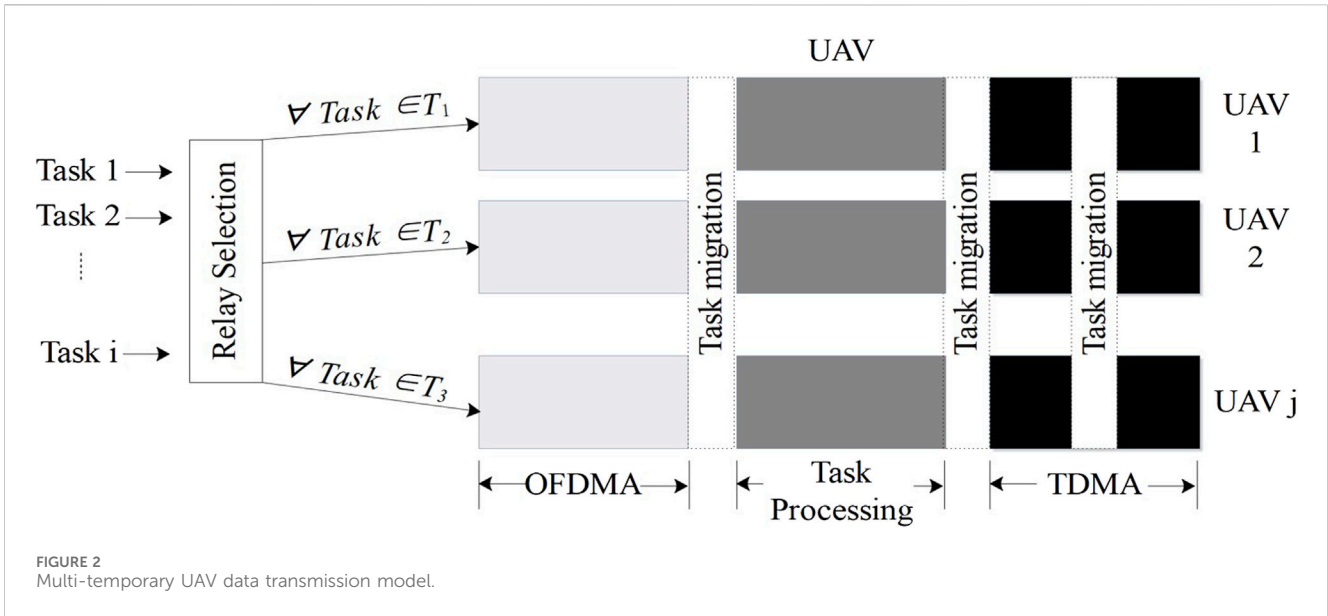 UAV
Task 1
Task 2
Task i
Relay Selection
∀ Task ∈T₁
∀ Task ∈T₂
∀ Task ∈T₃
Task migration
Task migration
Task migration
UAV
1
UAV
2
UAV j
OFDMA
Task
Processing
TDMA
FIGURE 2
Multi-temporary UAV data transmission model.